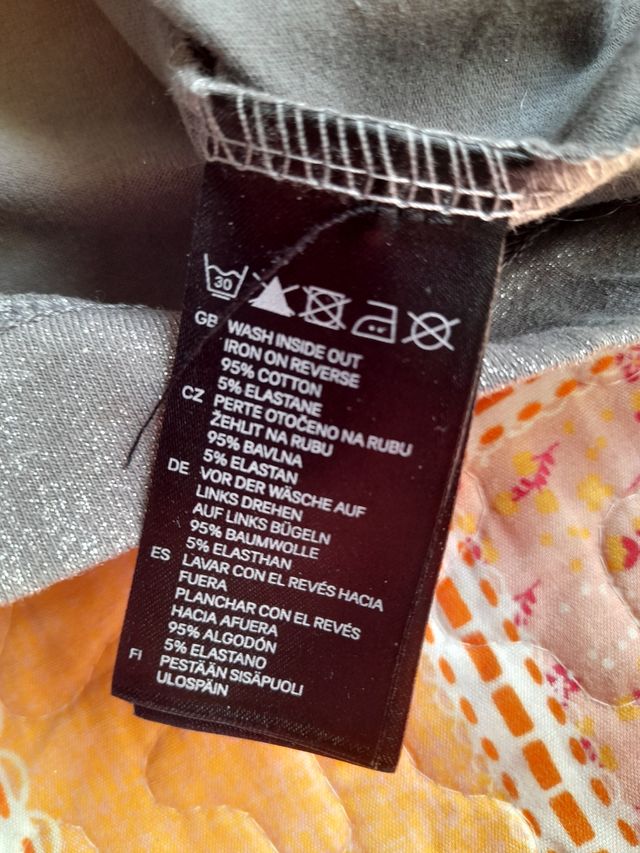 30
GB WASH INSIDE OUT
IRON ON REVERSE
95% COTTON
5% ELASTANE
CZ PERTE OTOČENO NA RUBU
ŽEHLIT NA RUBU
95% BAVLNA
5% ELASTAN
DE VOR DER WÄSCHE AUF
LINKS DREHEN
AUF LINKS BÜGELN
95% BAUMWOLLE
5% ELASTHAN
ES LAVAR CON EL REVÉS HACIA
FUERA
PLANCHAR CON EL REVÉS
HACIA AFUERA
95% ALGODÓN
5% ELASTANO
FI PESTÄÄN SISÄPUOLI
ULOSPÄIN